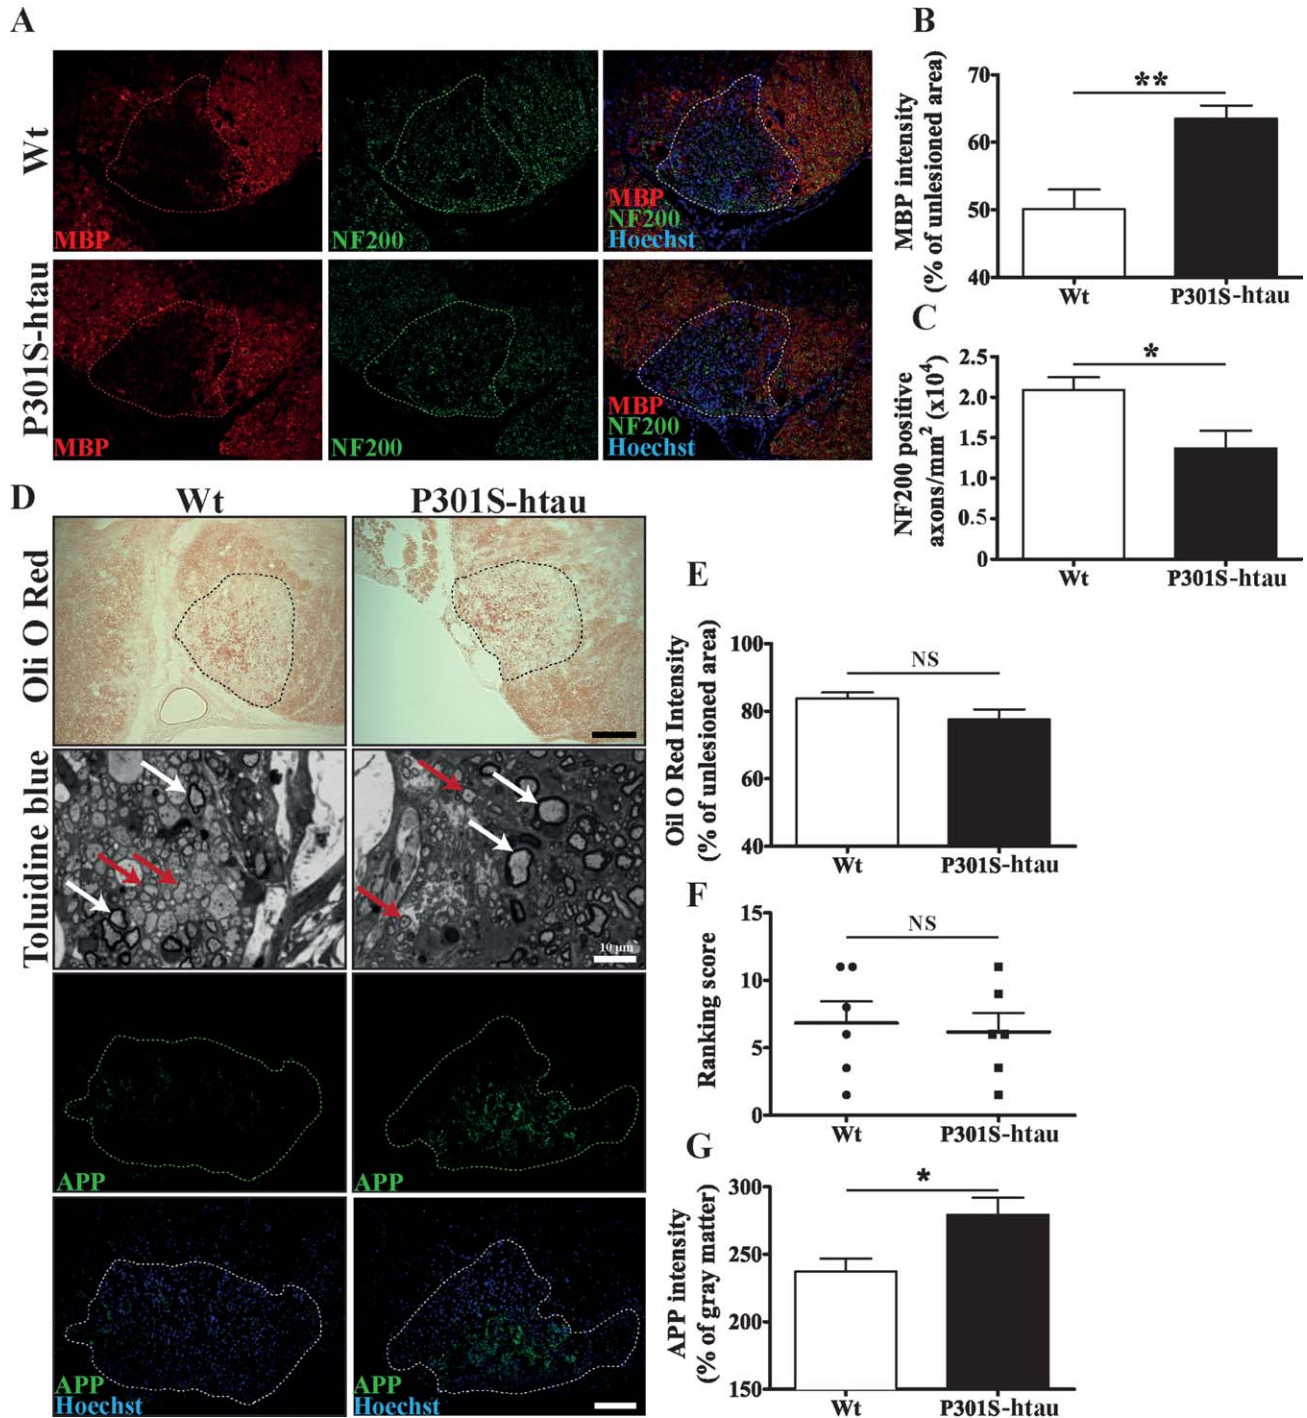 A
Wt
MBP
NF200
MBP
NF200
Hoechst
P301S-htau
MBP
NF200
MBP
NF200
Hoechst
B
MBP intensity
(% of unlesioned area)
70
60
50
40
**
Wt
P301S-htau
C
NF200 positive
axons/mm² (x10⁴)
2.5
2.0
1.5
1.0
0.5
0
*
Wt
P301S-htau
D
Wt
P301S-htau
Oli O Red
Toluidine blue
10 µm
APP
APP
APP
Hoechst
APP
Hoechst
E
Oil O Red Intensity
(% of unlesioned area)
100
80
60
40
NS
Wt
P301S-htau
F
Ranking score
15
10
5
0
NS
Wt
P301S-htau
G
APP intensity
(% of gray matter)
300
250
200
150
*
Wt
P301S-htau